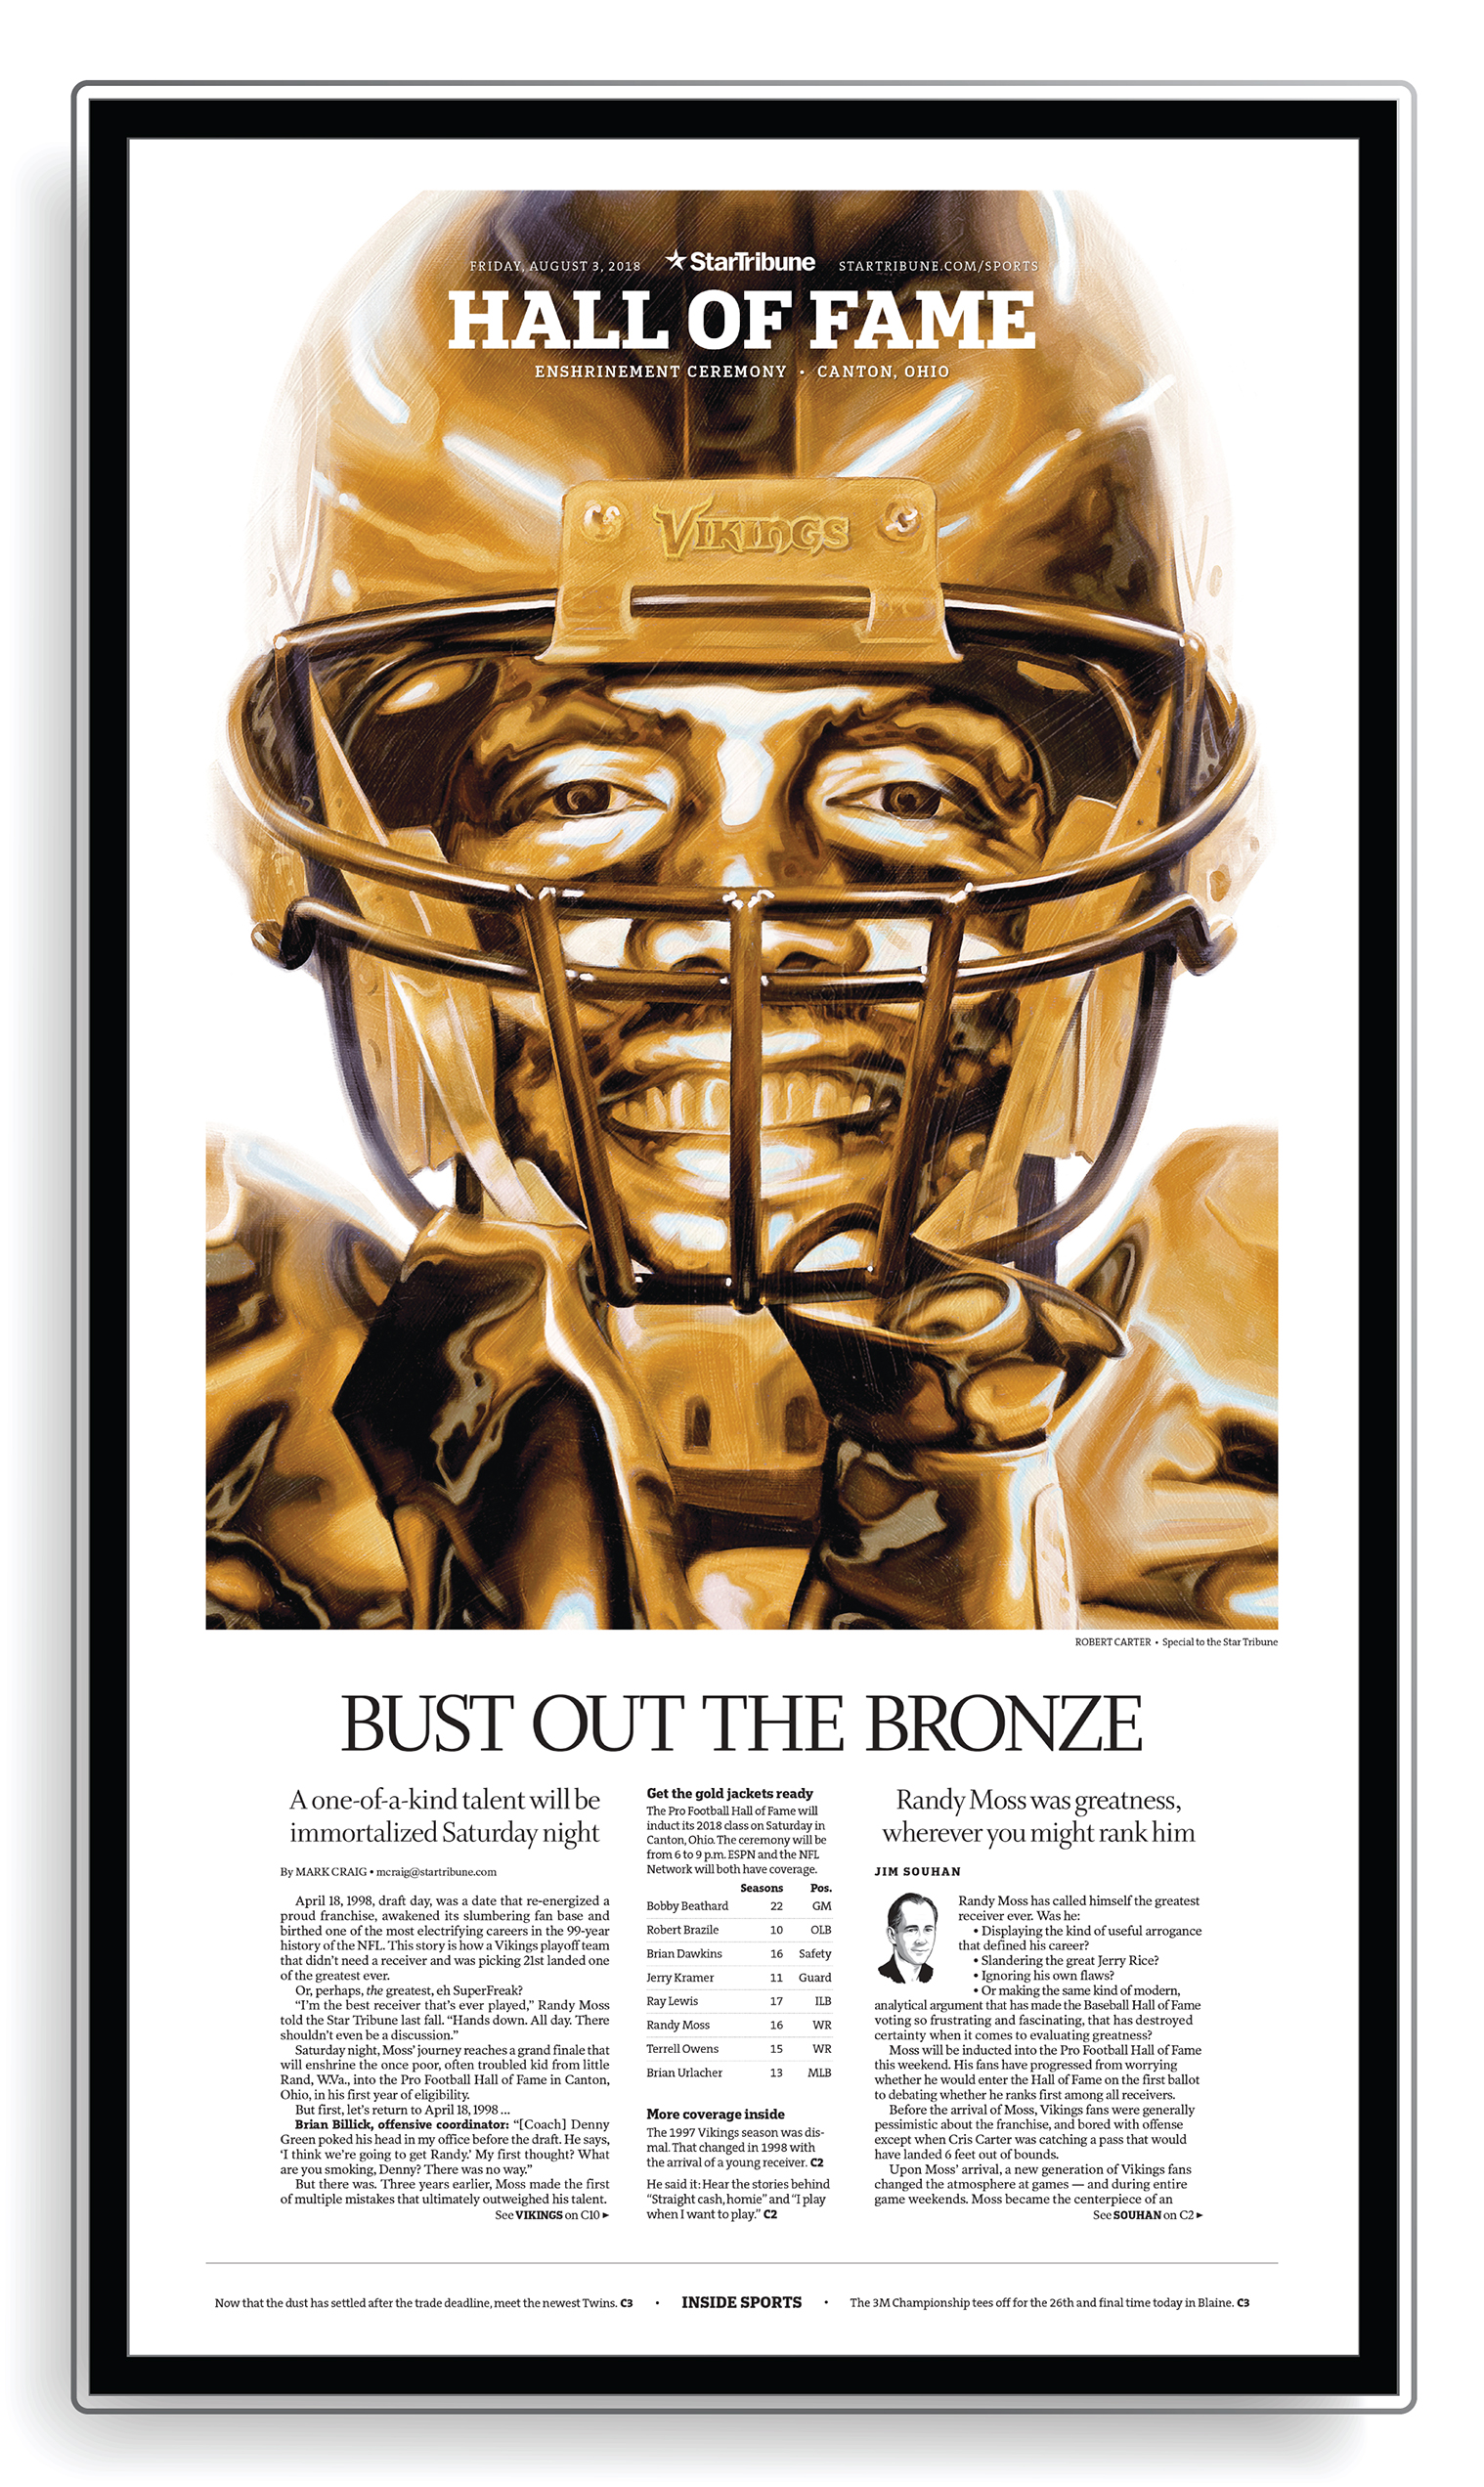 FRIDAY, AUGUST 3, 2018 StarTribune STARTRIBUNE.COM/SPORTS
HALL OF FAME
ENSHRINEMENT CEREMONY • CANTON, OHIO
VIKINGS
ROBERT CARTER • Special to the Star Tribune
BUST OUT THE BRONZE
A one-of-a-kind talent will be
immortalized Saturday night
By MARK CRAIG • mcraig@startribune.com
April 18, 1998, draft day, was a date that re-energized a
proud franchise, awakened its slumbering fan base and
birthed one of the most electrifying careers in the 99-year
history of the NFL. This story is how a Vikings playoff team
that didn't need a receiver and was picking 21st landed one
of the greatest ever.
Or, perhaps, the greatest, eh SuperFreak?
“I'm the best receiver that's ever played,” Randy Moss
told the Star Tribune last fall. “Hands down. All day. There
shouldn't even be a discussion.”
Saturday night, Moss' journey reaches a grand finale that
will enshrine the once poor, often troubled kid from little
Rand, W.Va., into the Pro Football Hall of Fame in Canton,
Ohio, in his first year of eligibility.
But first, let's return to April 18, 1998 ...
Brian Billick, offensive coordinator: “[Coach] Denny
Green poked his head in my office before the draft. He says,
‘I think we're going to get Randy.’ My first thought? What
are you smoking, Denny? There was no way.”
But there was. Three years earlier, Moss made the first
of multiple mistakes that ultimately outweighed his talent.
See VIKINGS on C10 ►
Get the gold jackets ready
The Pro Football Hall of Fame will
induct its 2018 class on Saturday in
Canton, Ohio. The ceremony will be
from 6 to 9 p.m. ESPN and the NFL
Network will both have coverage.
Seasons Pos.
Bobby Beathard 22 GM
Robert Brazile 10 OLB
Brian Dawkins 16 Safety
Jerry Kramer 11 Guard
Ray Lewis 17 ILB
Randy Moss 16 WR
Terrell Owens 15 WR
Brian Urlacher 13 MLB
More coverage inside
The 1997 Vikings season was dis-
mal. That changed in 1998 with
the arrival of a young receiver. C2
He said it: Hear the stories behind
“Straight cash, homie” and “I play
when I want to play.” C2
Randy Moss was greatness,
wherever you might rank him
JIM SOUHAN
Randy Moss has called himself the greatest
receiver ever. Was he:
• Displaying the kind of useful arrogance
that defined his career?
• Slandering the great Jerry Rice?
• Ignoring his own flaws?
• Or making the same kind of modern,
analytical argument that has made the Baseball Hall of Fame
voting so frustrating and fascinating, that has destroyed
certainty when it comes to evaluating greatness?
Moss will be inducted into the Pro Football Hall of Fame
this weekend. His fans have progressed from worrying
whether he would enter the Hall of Fame on the first ballot
to debating whether he ranks first among all receivers.
Before the arrival of Moss, Vikings fans were generally
pessimistic about the franchise, and bored with offense
except when Cris Carter was catching a pass that would
have landed 6 feet out of bounds.
Upon Moss' arrival, a new generation of Vikings fans
changed the atmosphere at games — and during entire
game weekends. Moss became the centerpiece of an
See SOUHAN on C2 ►
Now that the dust has settled after the trade deadline, meet the newest Twins. C3 • INSIDE SPORTS • The 3M Championship tees off for the 26th and final time today in Blaine. C3